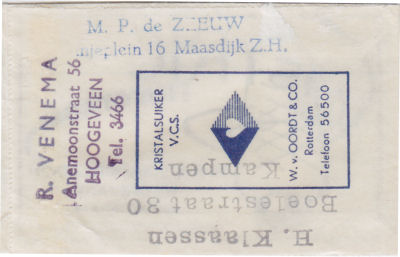 M. P. de ZEEUW
jeplein 16 Maasdijk Z.H.
R. VENEMA
Anemoonstraat 56
HOOGEVEEN
Tel. 3466
KRISTALSUIKER
V.C.S.
W. v. OORDT & CO.
Rotterdam
Telefoon 56500
H. Klaassen
Boelestraat 30
Kampen